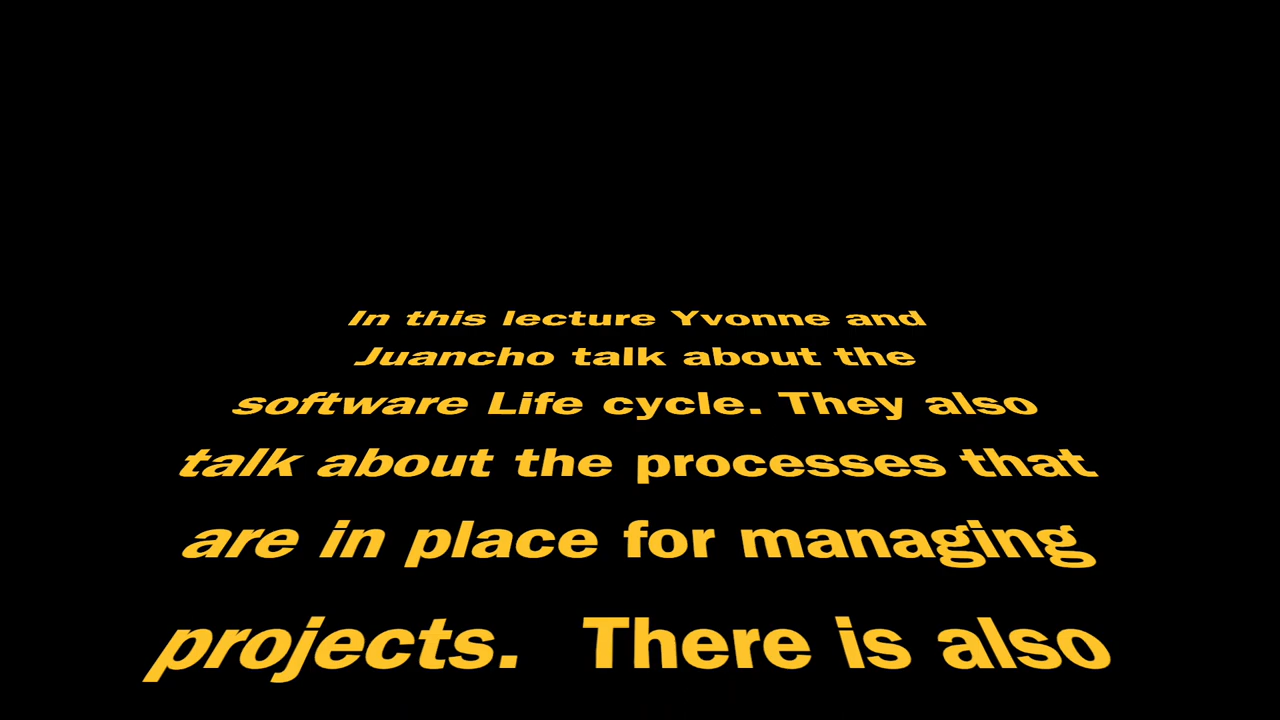 In this lecture Yvonne and
Juancho talk about the
software Life cycle. They also
talk about the processes that
are in place for managing
projects.  There is also